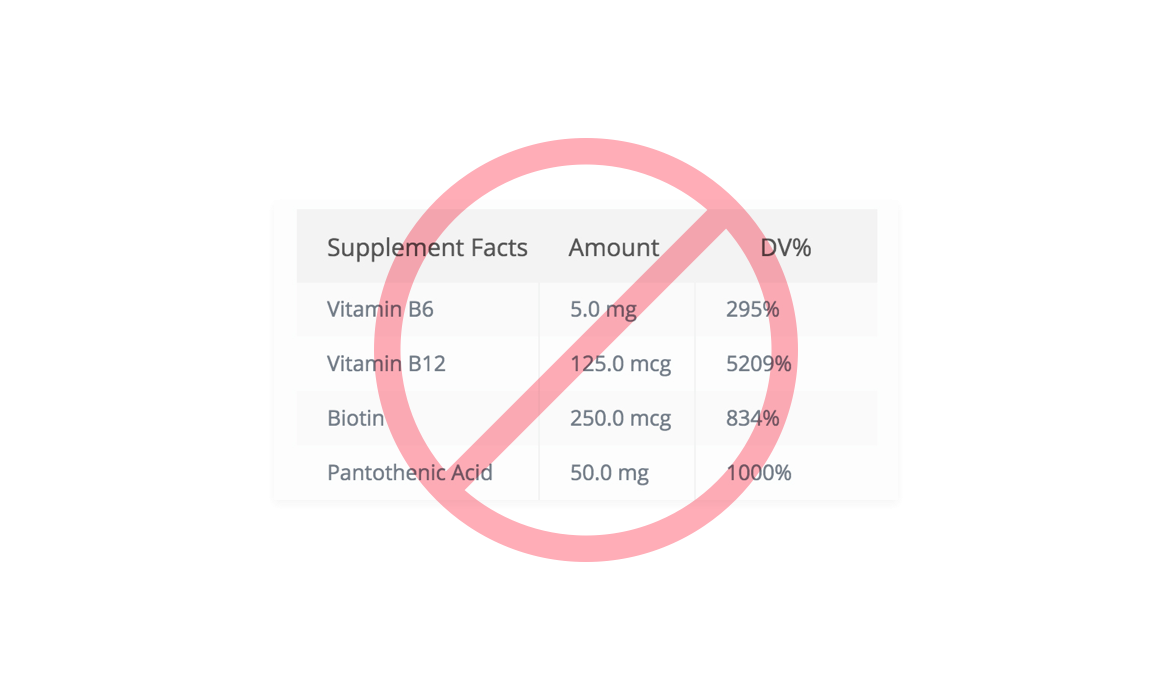 Supplement Facts Amount DV%
Vitamin B6 5.0 mg 295%
Vitamin B12 125.0 mcg 5209%
Biotin 250.0 mcg 834%
Pantothenic Acid 50.0 mg 1000%